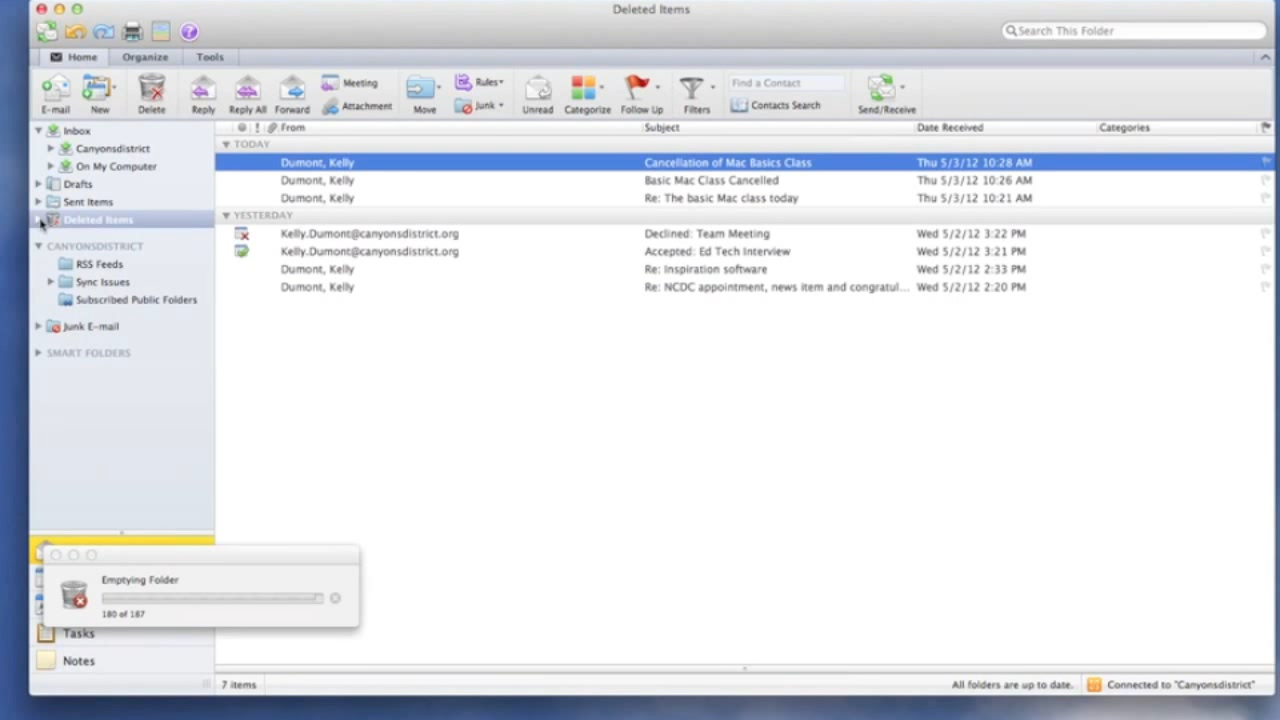 Deleted Items
Search This Folder
Home Organize Tools
E-mail New Delete Reply Reply All Forward Meeting Attachment Move Rules Junk Unread Categorize Follow Up Filters Find a Contact Contacts Search Send/Receive
Inbox
Canyonsdistrict
On My Computer
Drafts
Sent Items
Deleted Items
CANYONSDISTRICT
RSS Feeds
Sync Issues
Subscribed Public Folders
Junk E-mail
SMART FOLDERS
! From Subject Date Received Categories
TODAY
Dumont, Kelly Cancellation of Mac Basics Class Thu 5/3/12 10:28 AM
Dumont, Kelly Basic Mac Class Cancelled Thu 5/3/12 10:26 AM
Dumont, Kelly Re: The basic Mac class today Thu 5/3/12 10:21 AM
YESTERDAY
Kelly.Dumont@canyonsdistrict.org Declined: Team Meeting Wed 5/2/12 3:22 PM
Kelly.Dumont@canyonsdistrict.org Accepted: Ed Tech Interview Wed 5/2/12 3:21 PM
Dumont, Kelly Re: Inspiration software Wed 5/2/12 2:33 PM
Dumont, Kelly Re: NCDC appointment, news item and congratul... Wed 5/2/12 2:20 PM
Emptying Folder
180 of 187
Tasks
Notes
7 items
All folders are up to date. Connected to "Canyonsdistrict"